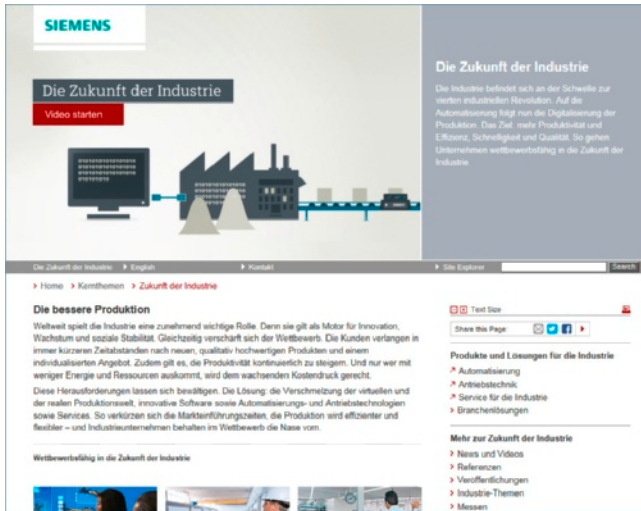 SIEMENS
Die Zukunft der Industrie
Video starten
Die Zukunft der Industrie
Die Industrie befindet sich an der Schwelle zur
vierten industriellen Revolution. Auf die
Automatisierung folgt nun die Digitalisierung der
Produktion. Das Ziel: mehr Produktivität und
Effizienz, Schnelligkeit und Qualität. So gehen
Unternehmen wettbewerbsfähig in die Zukunft der
Industrie.
Die Zukunft der Industrie English Kontakt Site Explorer Search
Home Kernthemen Zukunft der Industrie
Die bessere Produktion
Weltweit spielt die Industrie eine zunehmend wichtige Rolle. Denn sie gilt als Motor für Innovation,
Wachstum und soziale Stabilität. Gleichzeitig verschärft sich der Wettbewerb. Die Kunden verlangen in
immer kürzeren Zeitabständen nach neuen, qualitativ hochwertigen Produkten und einem
individualisierten Angebot. Zudem gilt es, die Produktivität kontinuierlich zu steigern. Und nur wer mit
weniger Energie und Ressourcen auskommt, wird dem wachsenden Kostendruck gerecht.
Diese Herausforderungen lassen sich bewältigen. Die Lösung: die Verschmelzung der virtuellen und
der realen Produktionswelt, innovative Software sowie Automatisierungs- und Antriebstechnologien
sowie Services. So verkürzen sich die Markteinführungszeiten, die Produktion wird effizienter und
flexibler – und Industrieunternehmen behalten im Wettbewerb die Nase vorn.
Wettbewerbsfähig in die Zukunft der Industrie
Text Size
Share this Page:
Produkte und Lösungen für die Industrie
Automatisierung
Antriebstechnik
Service für die Industrie
Branchenlösungen
Mehr zur Zukunft der Industrie
News und Videos
Referenzen
Veröffentlichungen
Industrie-Themen
Messen